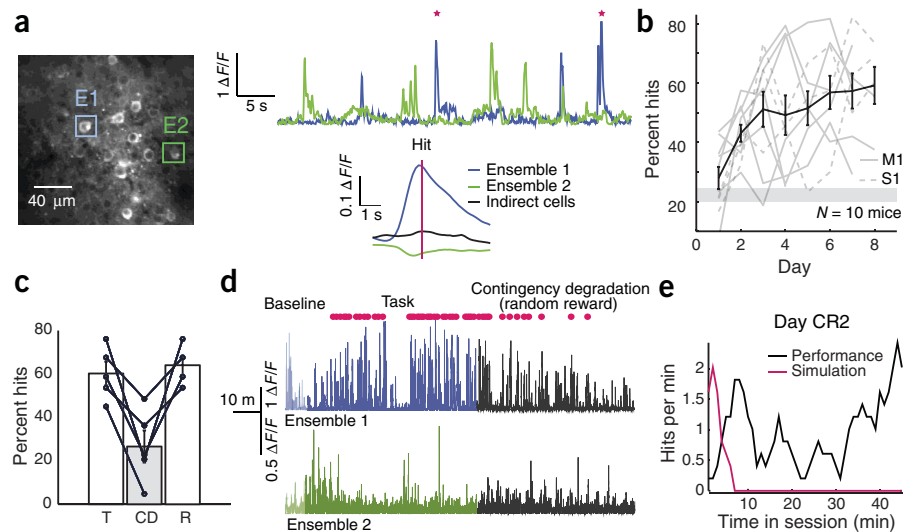 a
E1
E2
40 µm
1 ΔF/F
5 s
Hit
0.1 ΔF/F
1 s
Ensemble 1
Ensemble 2
Indirect cells
b
Percent hits
80
60
40
20
0 2 4 6 8
Day
M1
S1
N = 10 mice
c
Percent hits
80
60
40
20
0
T CD R
d
Baseline
Task
Contingency degradation
(random reward)
10 m
1 ΔF/F
Ensemble 1
0.5 ΔF/F
Ensemble 2
e
Day CR2
Performance
Simulation
Hits per min
2
1.5
1
0.5
0
0 10 20 30 40
Time in session (min)